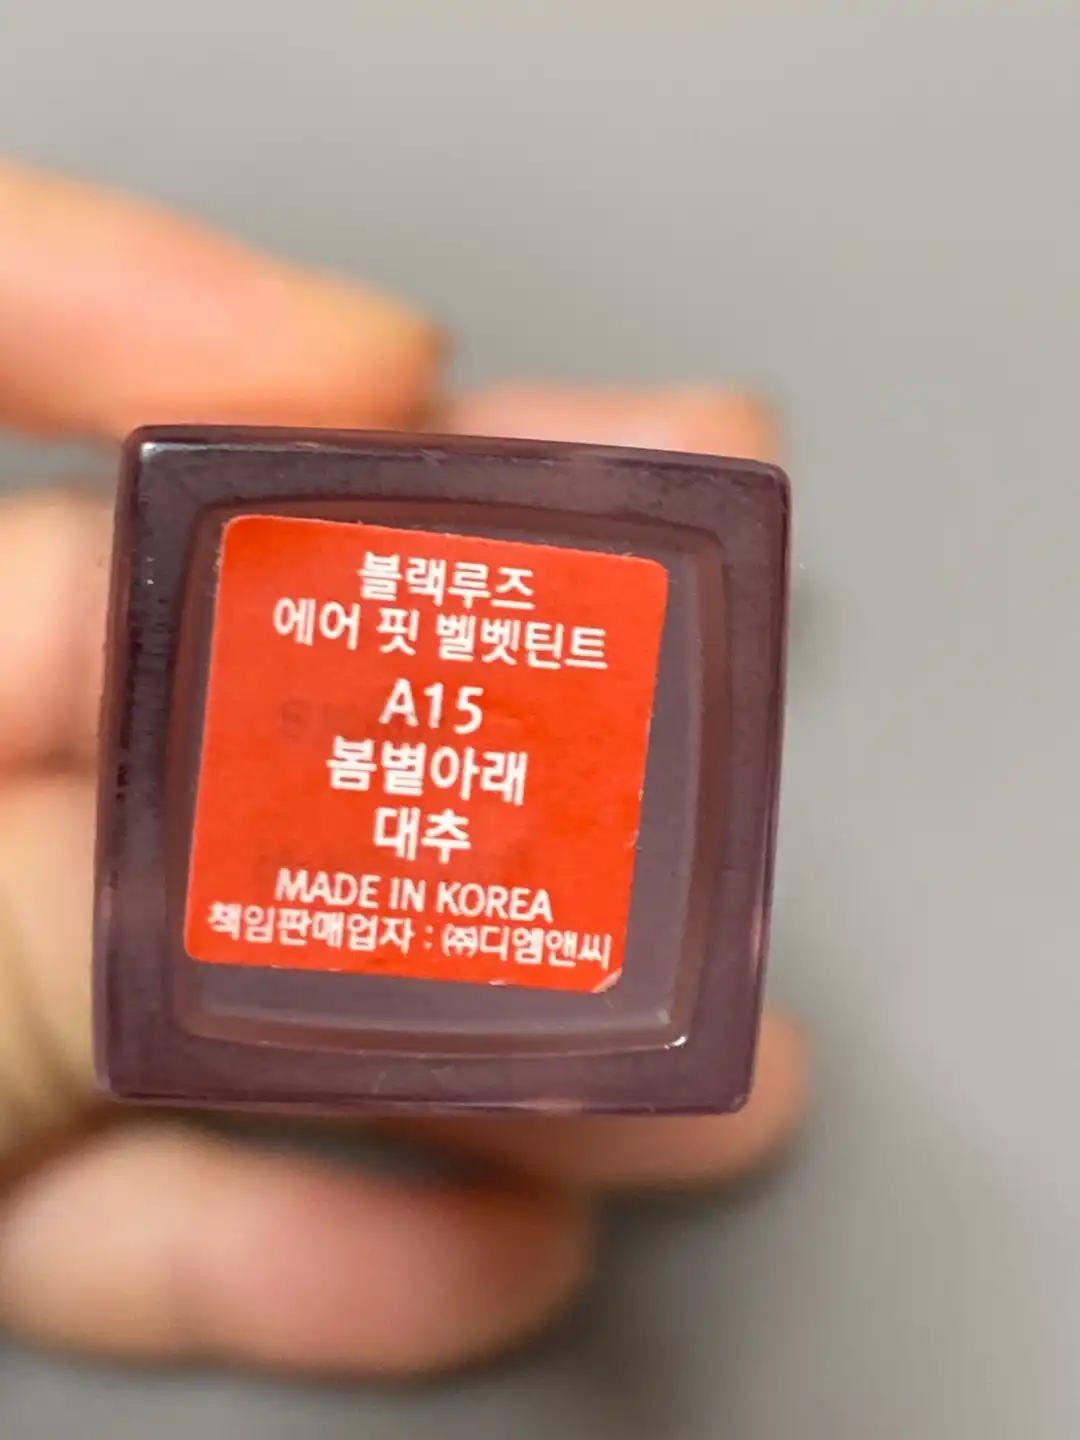 블랙루즈
에어 핏 벨벳틴트
A15
봄볕아래
대추
MADE IN KOREA
책임판매업자 : ㈜디엠앤씨